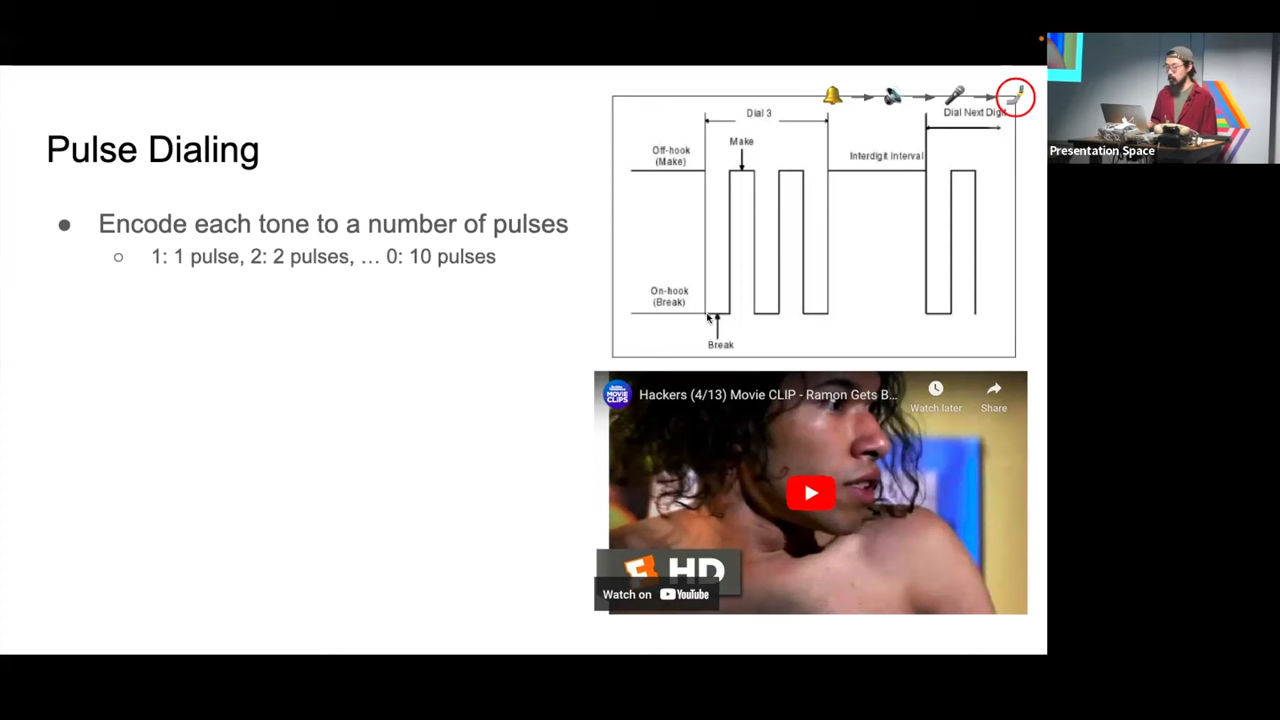 Pulse Dialing
● Encode each tone to a number of pulses
○ 1: 1 pulse, 2: 2 pulses, … 0: 10 pulses
Dial 3
Dial Next Digit
Make
Off-hook
(Make)
Interdigit Interval
On-hook
(Break)
Break
MOVIE
CLIPS
Hackers (4/13) Movie CLIP - Ramon Gets B...
Watch later
Share
HD
Watch on YouTube
Presentation Space